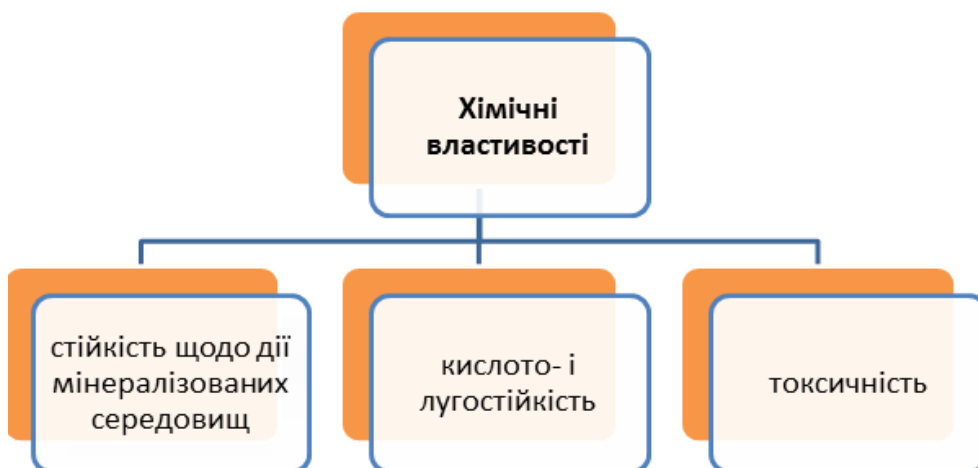 Хімічні
властивості
стійкість щодо дії
мінералізованих
середовищ
кислото- і
лугостійкість
токсичність